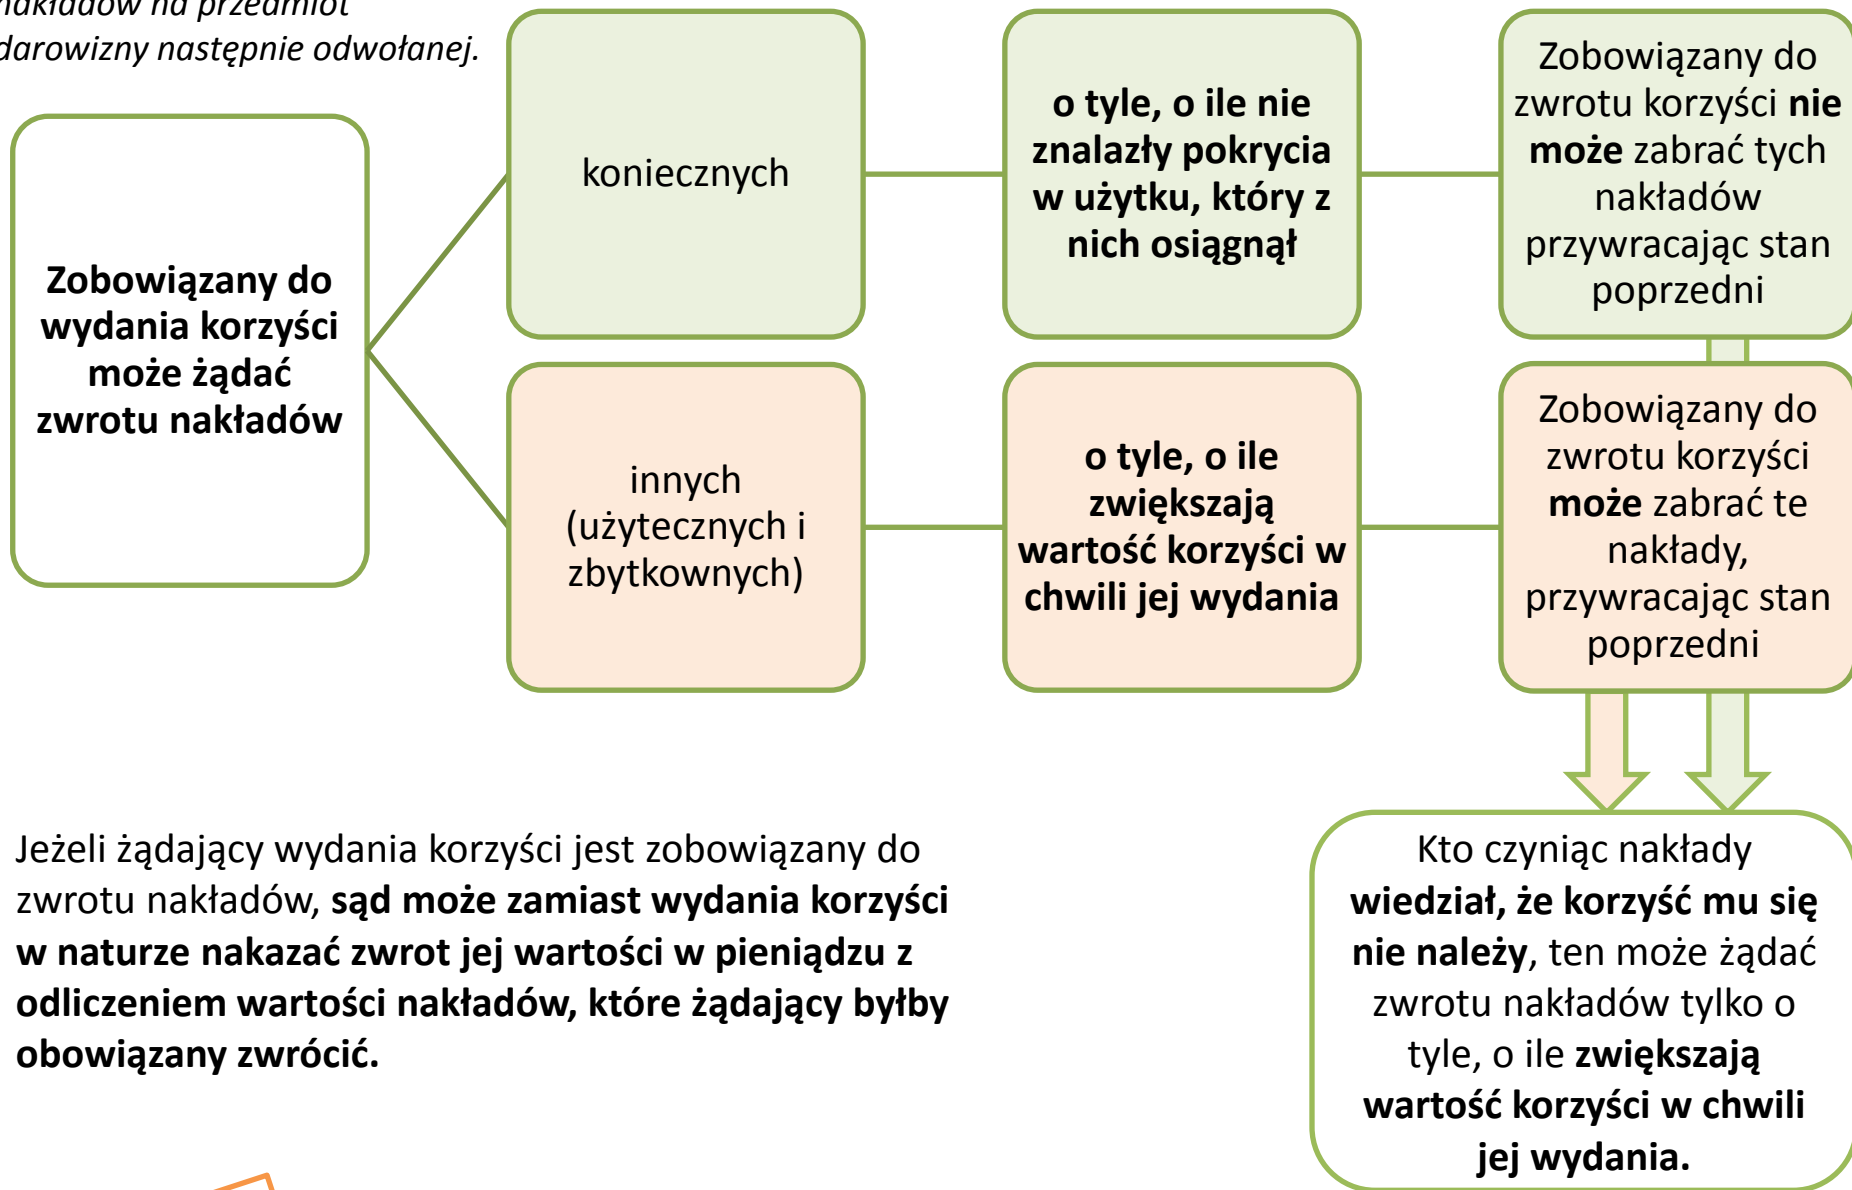 nakładów na przedmiot
darowizny następnie odwołanej.
Zobowiązany do
wydania korzyści
może żądać
zwrotu nakładów
koniecznych
o tyle, o ile nie
znalazły pokrycia
w użytku, który z
nich osiągnął
Zobowiązany do
zwrotu korzyści nie
może zabrać tych
nakładów
przywracając stan
poprzedni
innych
(użytecznych i
zbytkownych)
o tyle, o ile
zwiększają
wartość korzyści w
chwili jej wydania
Zobowiązany do
zwrotu korzyści
może zabrać te
nakłady,
przywracając stan
poprzedni
Jeżeli żądający wydania korzyści jest zobowiązany do
zwrotu nakładów, sąd może zamiast wydania korzyści
w naturze nakazać zwrot jej wartości w pieniądzu z
odliczeniem wartości nakładów, które żądający byłby
obowiązany zwrócić.
Kto czyniąc nakłady
wiedział, że korzyść mu się
nie należy, ten może żądać
zwrotu nakładów tylko o
tyle, o ile zwiększają
wartość korzyści w chwili
jej wydania.